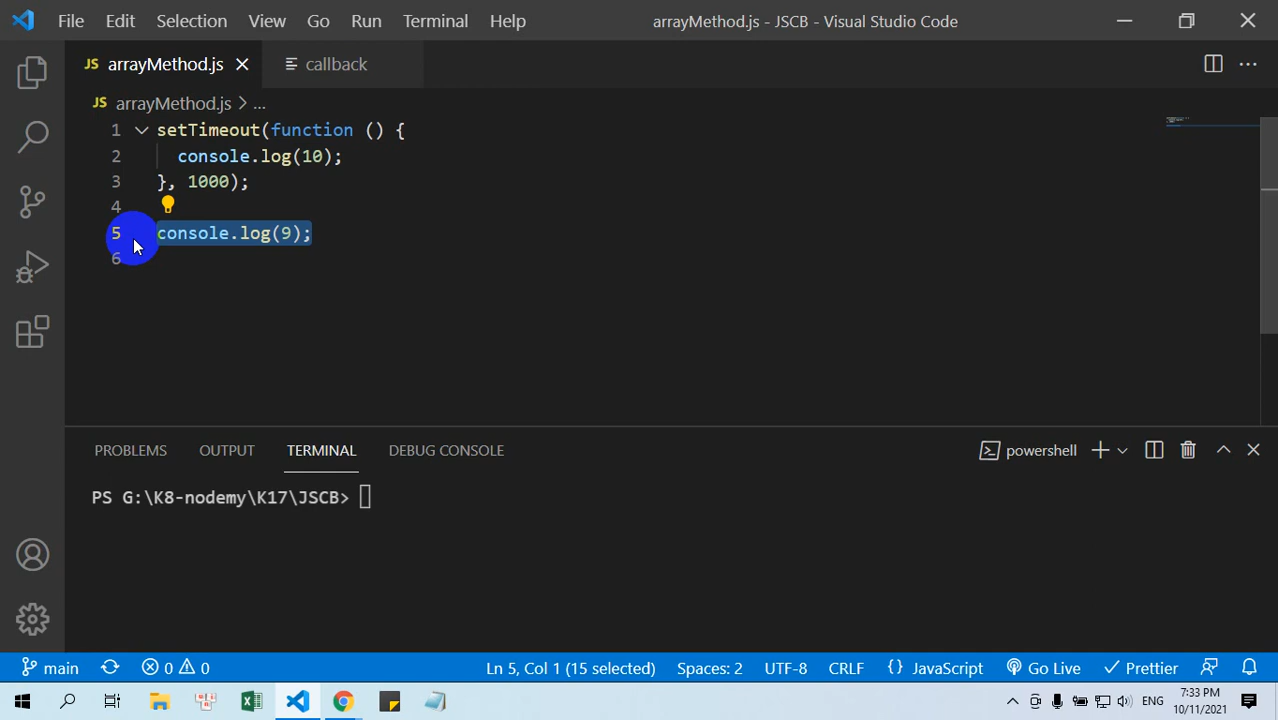 File Edit Selection View Go Run Terminal Help arrayMethod.js - JSCB - Visual Studio Code
JS arrayMethod.js callback
JS arrayMethod.js > ...
1 setTimeout(function () {
2 console.log(10);
3 }, 1000);
4
5 console.log(9);
6
PROBLEMS OUTPUT TERMINAL DEBUG CONSOLE powershell
PS G:\K8-nodemy\K17\JSCB>
main 0 0 Ln 5, Col 1 (15 selected) Spaces: 2 UTF-8 CRLF {} JavaScript Go Live Prettier
ENG 7:33 PM
10/11/2021